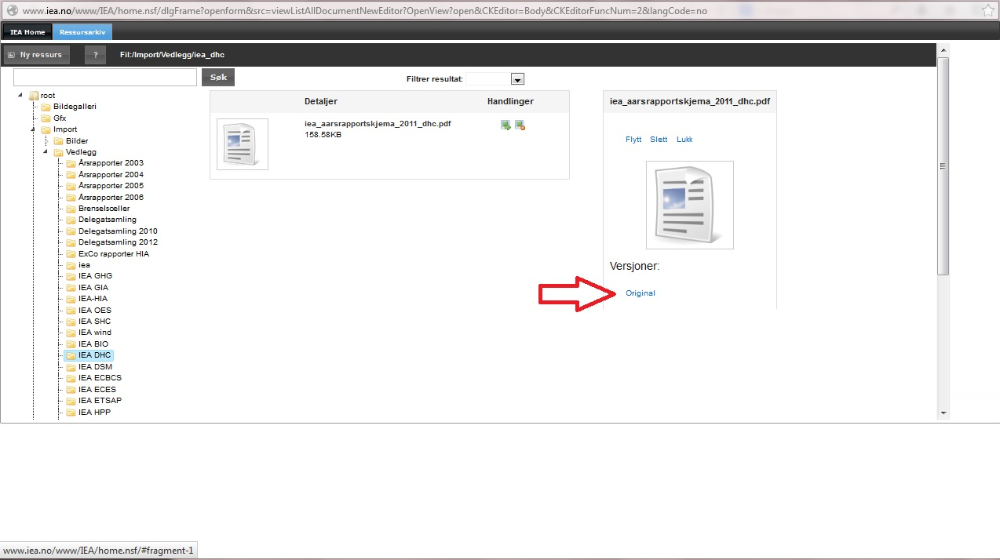 www.iea.no/www/IEA/home.nsf/dlgFrame?openform&src=viewListAllDocumentNewEditor?OpenView?open&CKEditor=Body&CKEditorFuncNum=2&langCode=no
IEA Home Ressursarkiv
Ny ressurs ? Fil:/Import/Vedlegg/iea_dhc
Søk Filtrer resultat:
root
Bildegalleri
Gfx
Import
Bilder
Vedlegg
Årsrapporter 2003
Årsrapporter 2004
Årsrapporter 2005
Årsrapporter 2006
Brenselsceller
Delegatsamling
Delegatsamling 2010
Delegatsamling 2012
ExCo rapporter HIA
iea
IEA GHG
IEA GIA
IEA-HIA
IEA OES
IEA SHC
IEA wind
IEA BIO
IEA DHC
IEA DSM
IEA ECBCS
IEA ECES
IEA ETSAP
IEA HPP
Detaljer Handlinger
iea_aarsrapportskjema_2011_dhc.pdf
158.58KB
iea_aarsrapportskjema_2011_dhc.pdf
Flytt Slett Lukk
Versjoner:
Original
www.iea.no/www/IEA/home.nsf/#fragment-1